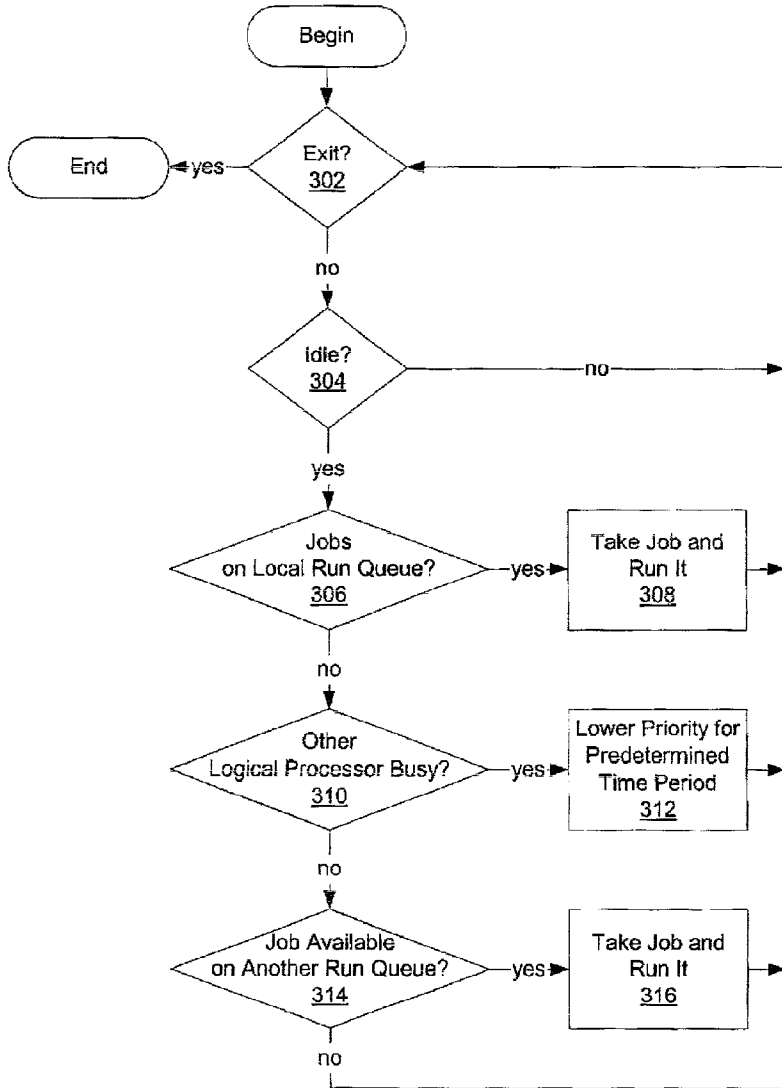 Begin
Exit?
302
yes
End
no
Idle?
304
no
yes
Jobs
on Local Run Queue?
306
yes
Take Job and
Run It
308
no
Other
Logical Processor Busy?
310
yes
Lower Priority for
Predetermined
Time Period
312
no
Job Available
on Another Run Queue?
314
yes
Take Job and
Run It
316
no